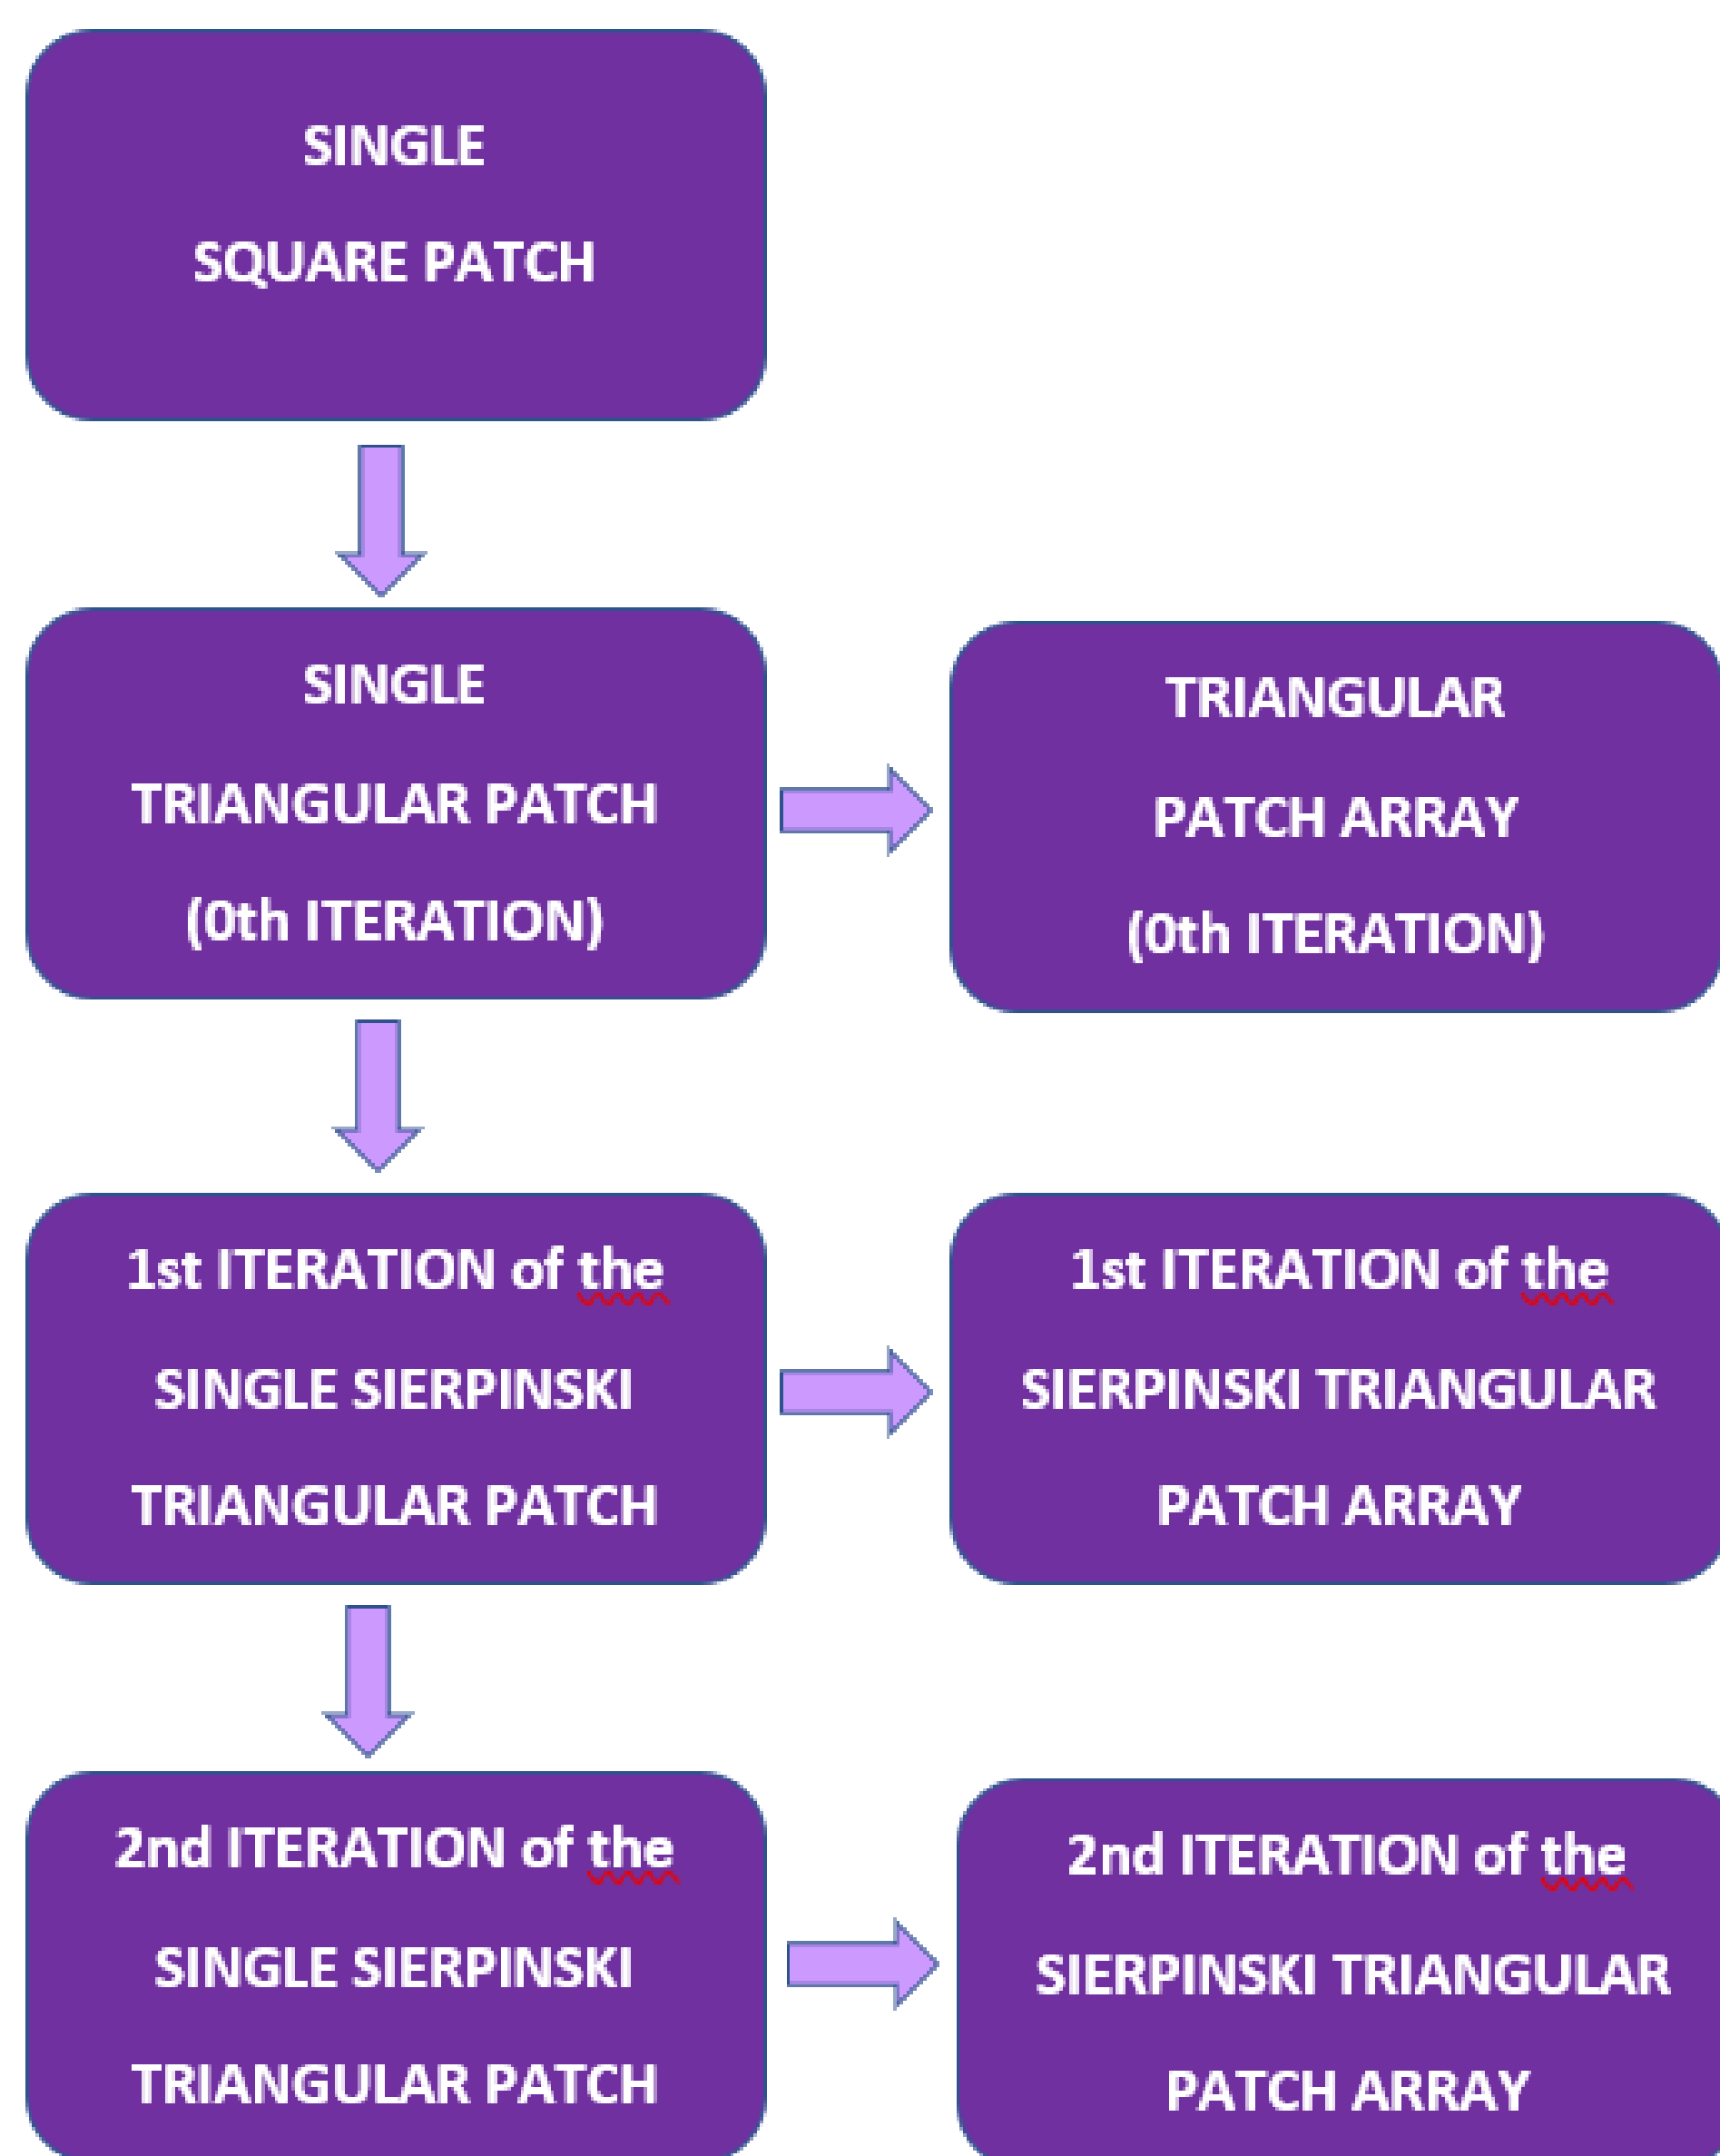 SINGLE
SQUARE PATCH
SINGLE
TRIANGULAR PATCH
(0th ITERATION)
TRIANGULAR
PATCH ARRAY
(0th ITERATION)
1st ITERATION of the
SINGLE SIERPINSKI
TRIANGULAR PATCH
1st ITERATION of the
SIERPINSKI TRIANGULAR
PATCH ARRAY
2nd ITERATION of the
SINGLE SIERPINSKI
TRIANGULAR PATCH
2nd ITERATION of the
SIERPINSKI TRIANGULAR
PATCH ARRAY